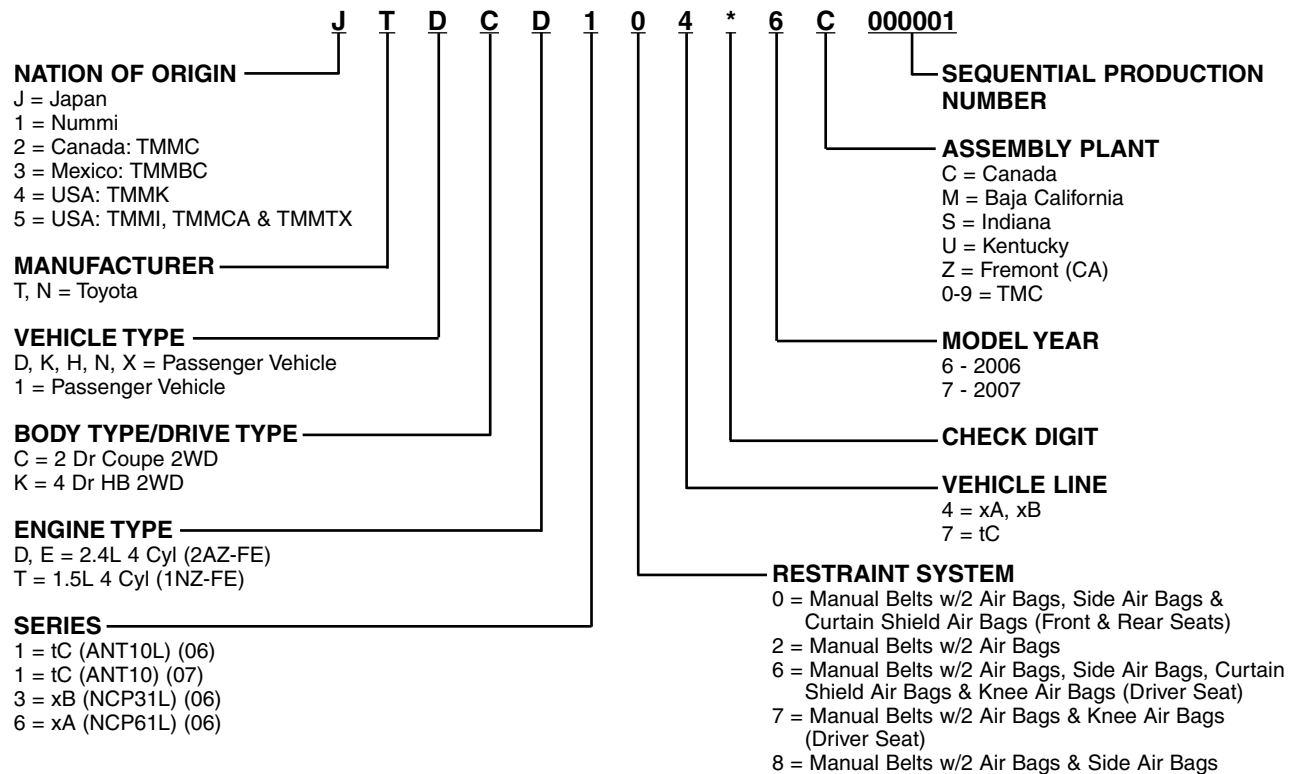 J T D C D 1 0 4 * 6 C 000001
NATION OF ORIGIN
J = Japan
1 = Nummi
2 = Canada: TMMC
3 = Mexico: TMMBC
4 = USA: TMMK
5 = USA: TMMI, TMMCA & TMMTX
MANUFACTURER
T, N = Toyota
VEHICLE TYPE
D, K, H, N, X = Passenger Vehicle
1 = Passenger Vehicle
BODY TYPE/DRIVE TYPE
C = 2 Dr Coupe 2WD
K = 4 Dr HB 2WD
ENGINE TYPE
D, E = 2.4L 4 Cyl (2AZ-FE)
T = 1.5L 4 Cyl (1NZ-FE)
SERIES
1 = tC (ANT10L) (06)
1 = tC (ANT10) (07)
3 = xB (NCP31L) (06)
6 = xA (NCP61L) (06)
SEQUENTIAL PRODUCTION
NUMBER
ASSEMBLY PLANT
C = Canada
M = Baja California
S = Indiana
U = Kentucky
Z = Fremont (CA)
0-9 = TMC
MODEL YEAR
6 - 2006
7 - 2007
CHECK DIGIT
VEHICLE LINE
4 = xA, xB
7 = tC
RESTRAINT SYSTEM
0 = Manual Belts w/2 Air Bags, Side Air Bags &
Curtain Shield Air Bags (Front & Rear Seats)
2 = Manual Belts w/2 Air Bags
6 = Manual Belts w/2 Air Bags, Side Air Bags, Curtain
Shield Air Bags & Knee Air Bags (Driver Seat)
7 = Manual Belts w/2 Air Bags & Knee Air Bags
(Driver Seat)
8 = Manual Belts w/2 Air Bags & Side Air Bags